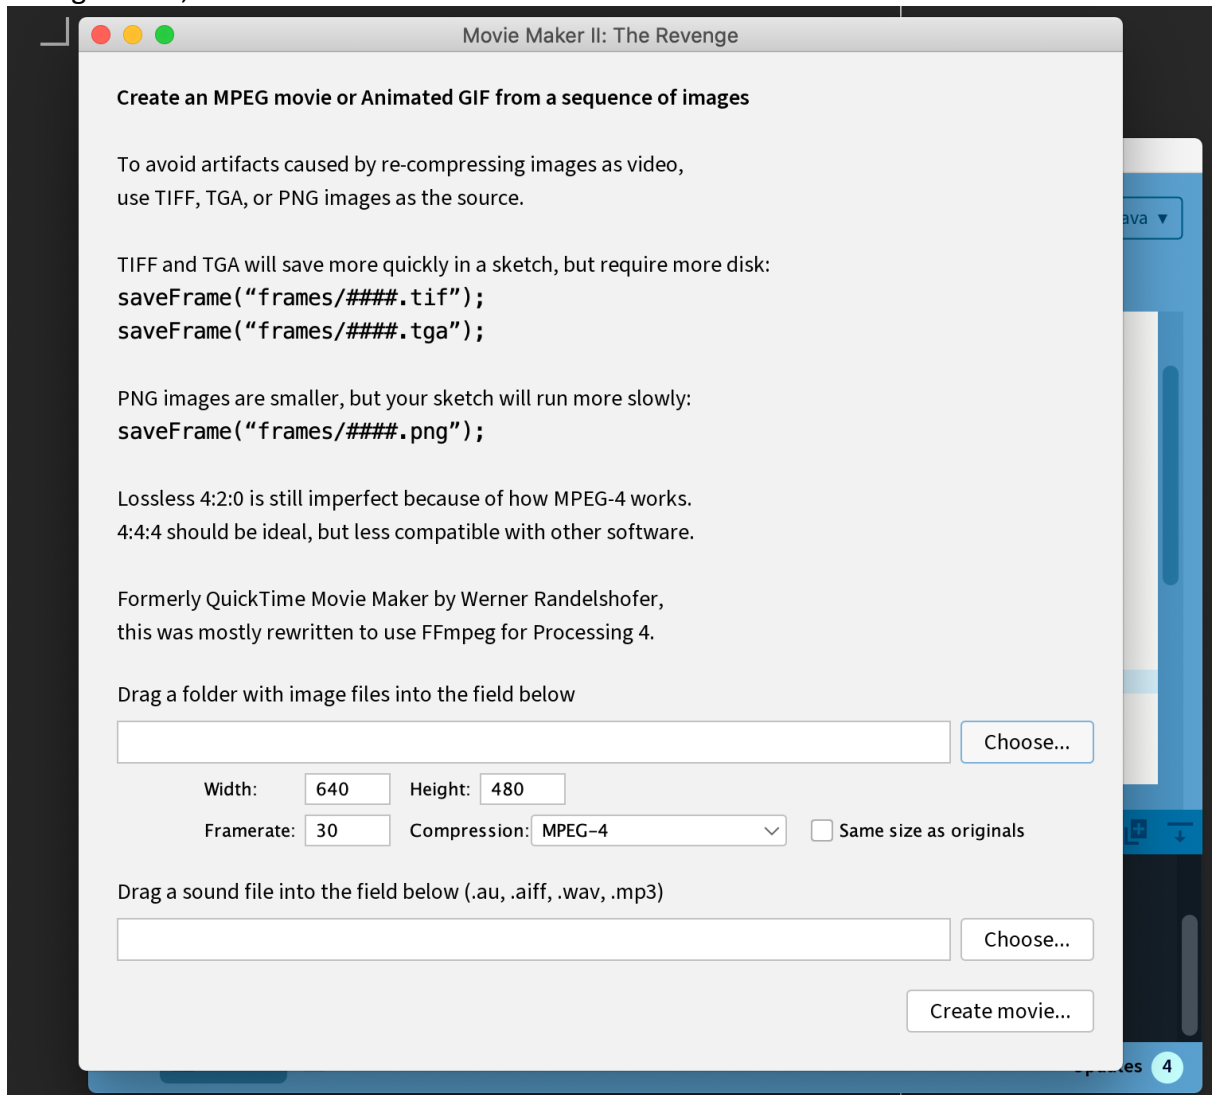 Movie Maker II: The Revenge
Create an MPEG movie or Animated GIF from a sequence of images
To avoid artifacts caused by re-compressing images as video,
use TIFF, TGA, or PNG images as the source.
TIFF and TGA will save more quickly in a sketch, but require more disk:
saveFrame(“frames/####.tif”);
saveFrame(“frames/####.tga”);
PNG images are smaller, but your sketch will run more slowly:
saveFrame(“frames/####.png”);
Lossless 4:2:0 is still imperfect because of how MPEG-4 works.
4:4:4 should be ideal, but less compatible with other software.
Formerly QuickTime Movie Maker by Werner Randelshofer,
this was mostly rewritten to use FFmpeg for Processing 4.
Drag a folder with image files into the field below
Choose...
Width: 640 Height: 480
Framerate: 30 Compression: MPEG-4 Same size as originals
Drag a sound file into the field below (.au, .aiff, .wav, .mp3)
Choose...
Create movie...
ava ▼
4